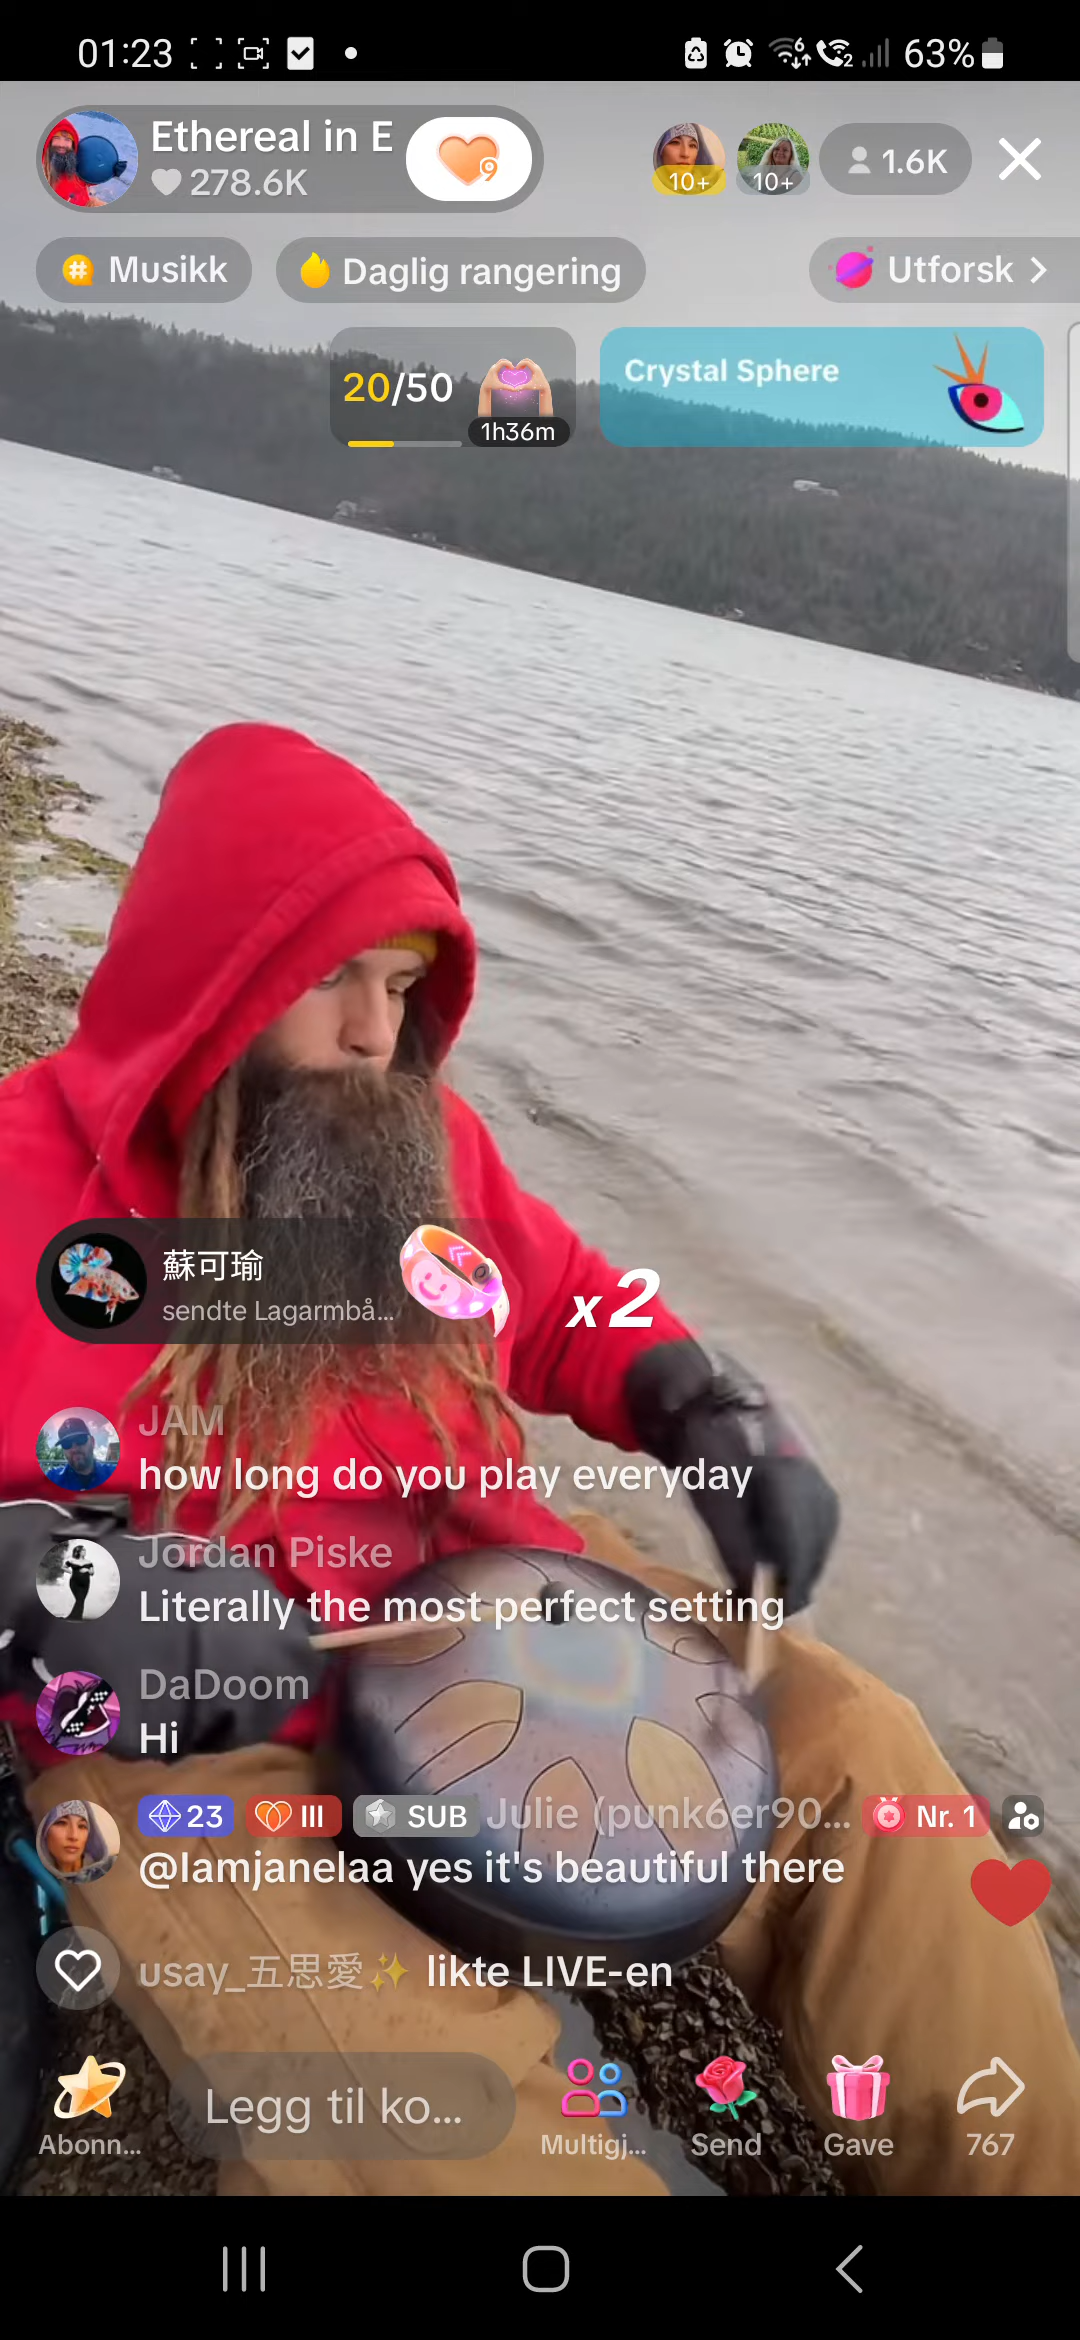 01:23
63%
Ethereal in E
278.6K
10+
10+
1.6K
Musikk
Daglig rangering
Utforsk
20/50
1h36m
Crystal Sphere
蘇可瑜
sendte Lagarmbå...
x2
JAM
how long do you play everyday
Jordan Piske
Literally the most perfect setting
DaDoom
Hi
23 III SUB Julie (punk6er90... Nr. 1
@Iamjanelaa yes it's beautiful there
usay_五思愛✨ likte LIVE-en
Legg til ko...
Abonn...
Multigj...
Send
Gave
767